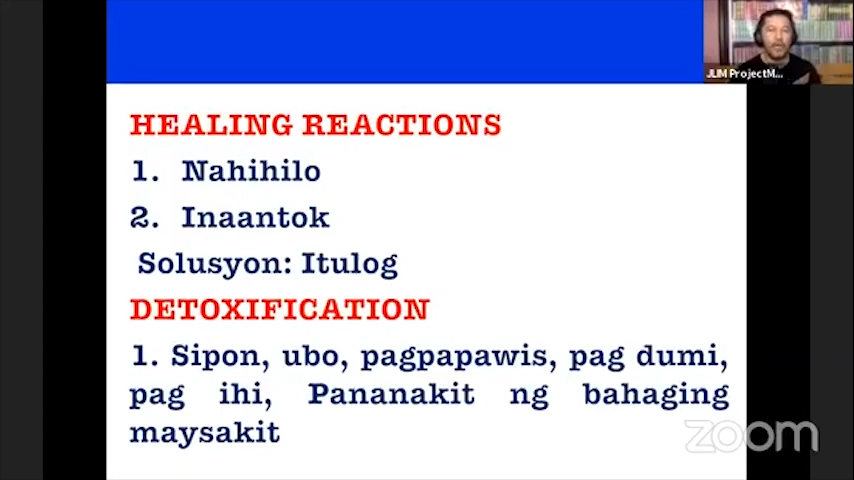 JLIM ProjectM...
HEALING REACTIONS
1. Nahihilo
2. Inaantok
Solusyon: Itulog
DETOXIFICATION
1. Sipon, ubo, pagpapawis, pag dumi,
pag ihi, Pananakit ng bahaging
maysakit
zoom